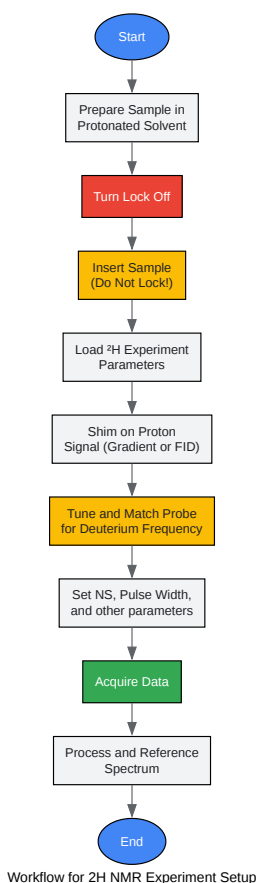 Start
Prepare Sample in
Protonated Solvent
Turn Lock Off
Insert Sample
(Do Not Lock!)
Load ²H Experiment
Parameters
Shim on Proton
Signal (Gradient or FID)
Tune and Match Probe
for Deuterium Frequency
Set NS, Pulse Width,
and other parameters
Acquire Data
Process and Reference
Spectrum
End
Workflow for 2H NMR Experiment Setup